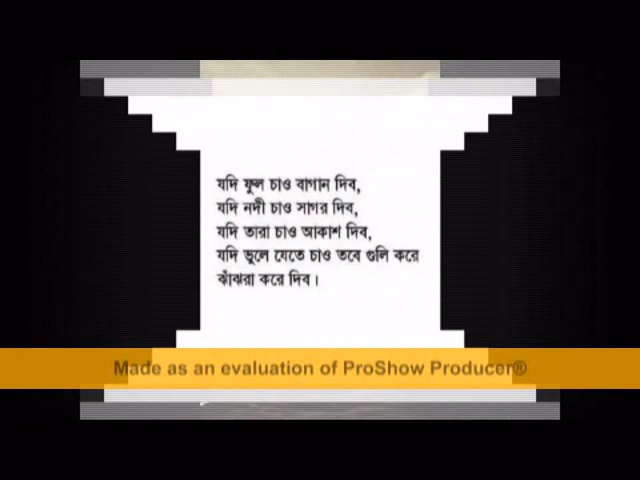 যদি ফুল চাও বাগান দিব,
যদি নদী চাও সাগর দিব,
যদি তারা চাও আকাশ দিব,
যদি ভুলে যেতে চাও তবে গুলি করে
ঝাঁঝরা করে দিব।
Made as an evaluation of ProShow Producer®